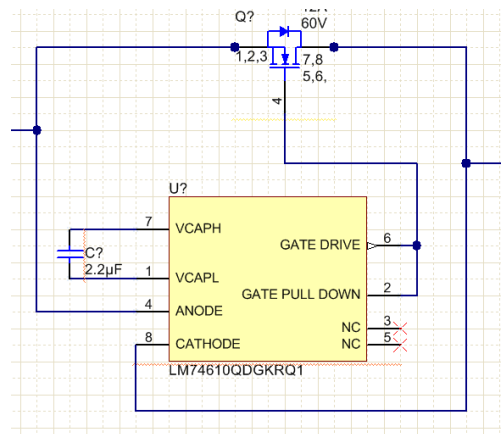 Q?
12A
60V
1,2,3
7,8
5,6,
4
U?
7
VCAPH
GATE DRIVE
6
C?
2.2µF
1
VCAPL
GATE PULL DOWN
2
4
ANODE
NC
3
8
CATHODE
NC
5
LM74610QDGKRQ1